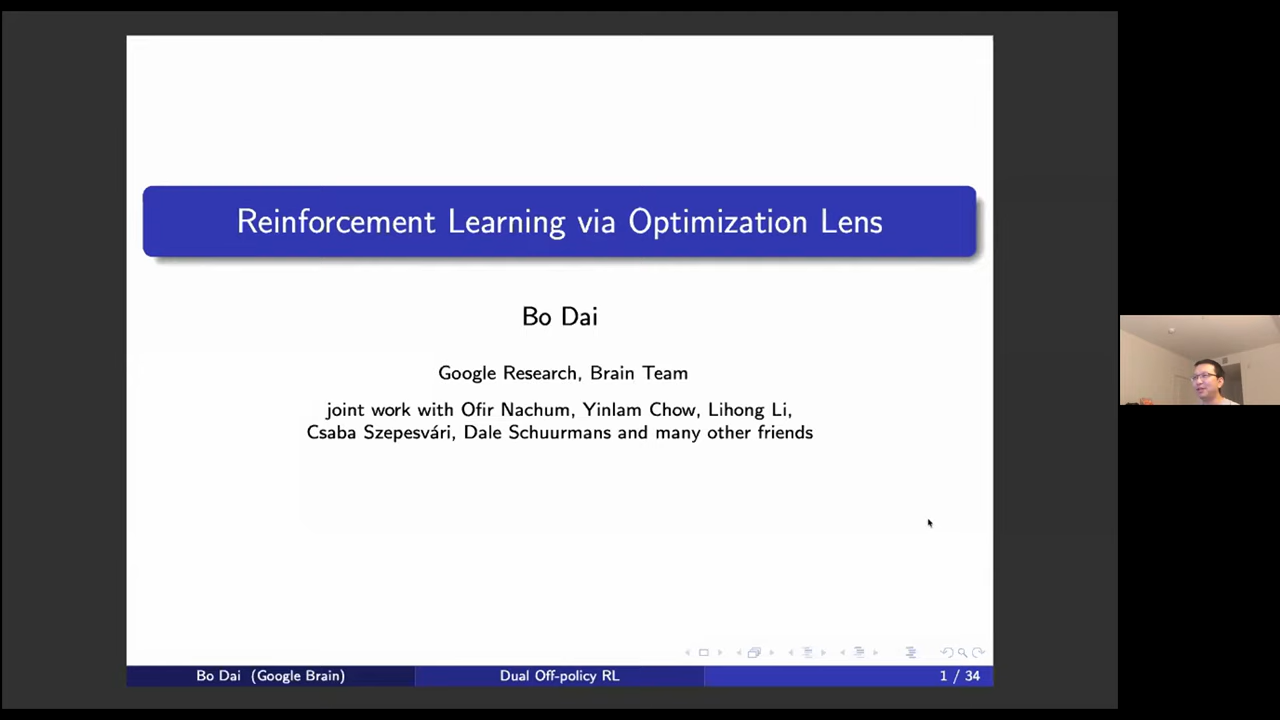 Reinforcement Learning via Optimization Lens
Bo Dai
Google Research, Brain Team
joint work with Ofir Nachum, Yinlam Chow, Lihong Li,
Csaba Szepesvári, Dale Schuurmans and many other friends
Bo Dai (Google Brain)
Dual Off-policy RL
1 / 34